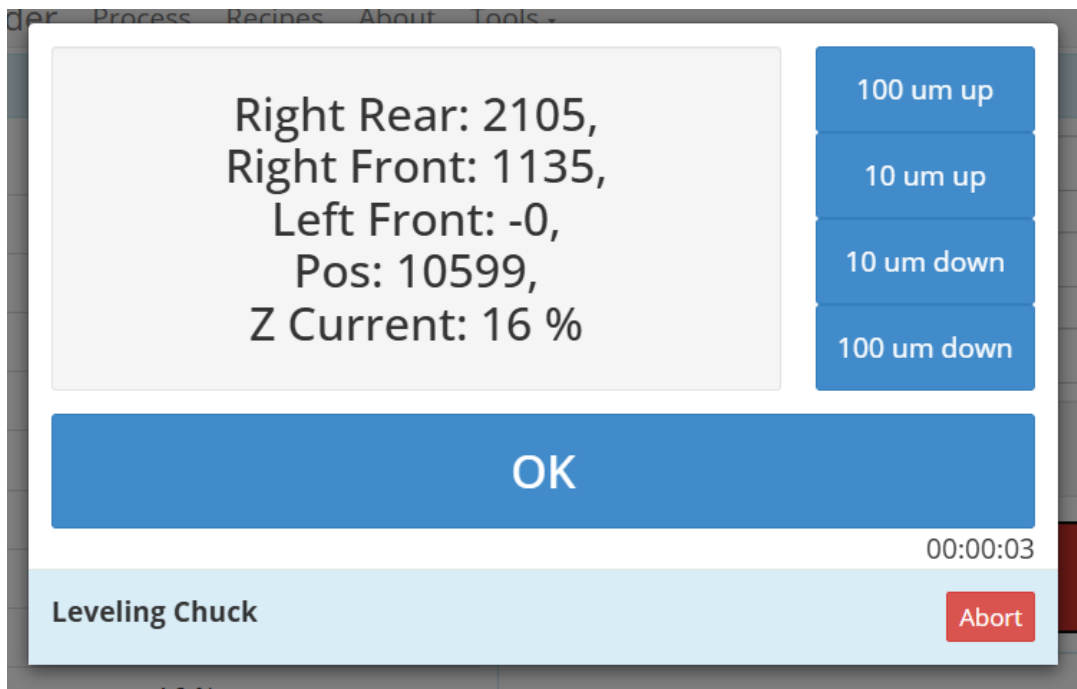 der Process Recipes About Tools
Right Rear: 2105,
Right Front: 1135,
Left Front: -0,
Pos: 10599,
Z Current: 16 %
100 um up
10 um up
10 um down
100 um down
OK
00:00:03
Leveling Chuck
Abort